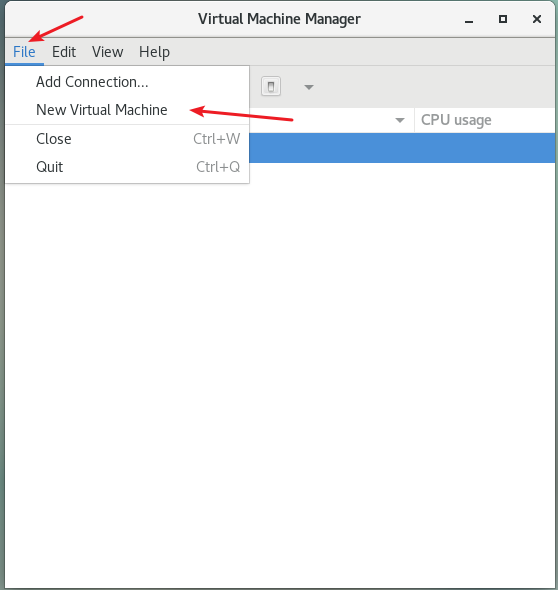 Virtual Machine Manager
File Edit View Help
Add Connection...
New Virtual Machine
CPU usage
Close Ctrl+W
Quit Ctrl+Q